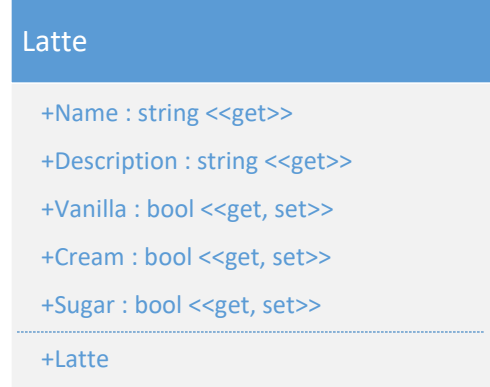 Latte
+Name : string <<get>>
+Description : string <<get>>
+Vanilla : bool <<get, set>>
+Cream : bool <<get, set>>
+Sugar : bool <<get, set>>
+Latte